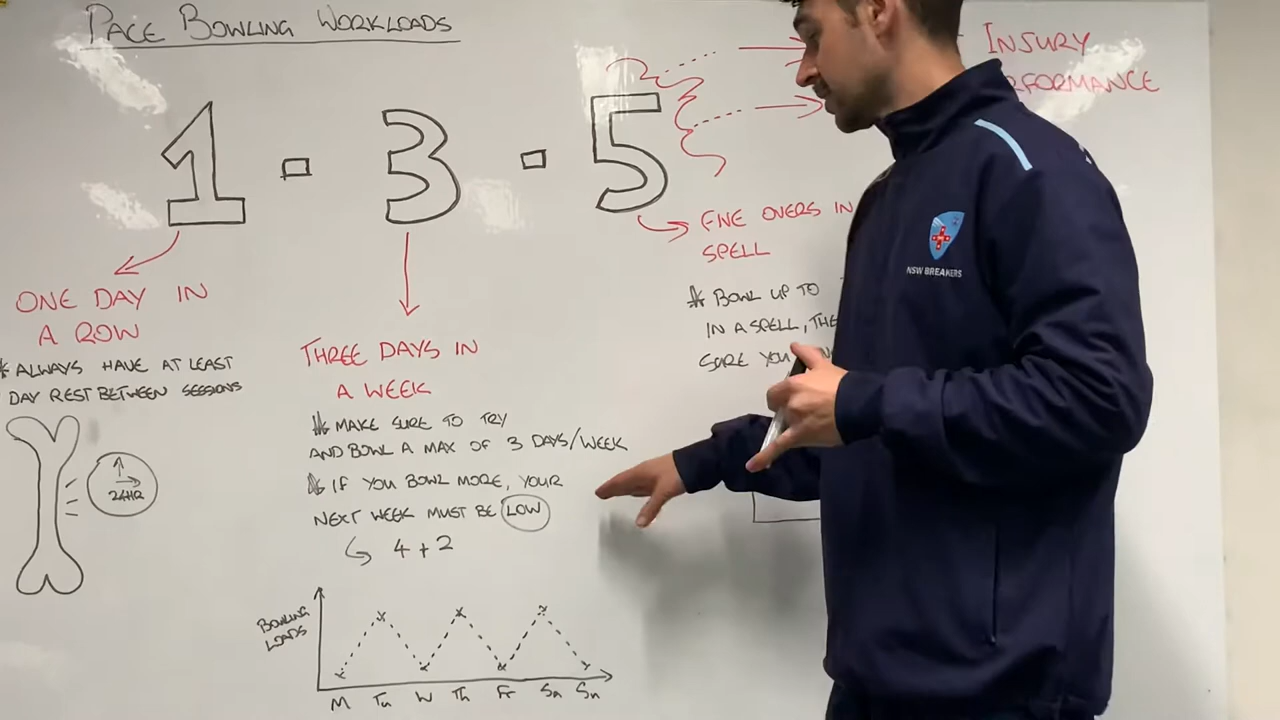 PACE BOWLING WORKLOADS
1 - 3 - 5
INSURY
RFORMANCE
ONE DAY IN
A ROW
* ALWAYS HAVE AT LEAST
DAY REST BETWEEN SESSIONS
24HR
THREE DAYS IN
A WEEK
* MAKE SURE TO TRY
AND BOWL A MAX OF 3 DAYS/WEEK
* IF YOU BOWL MORE, YOUR
NEXT WEEK MUST BE LOW
4 + 2
BOWLING
LOADS
M Tu W Th Fr Sa Su
FIVE OVERS IN
SPELL
* BOWL UP TO
IN A SPELL, THE
SURE YOU
NSW BREAKERS